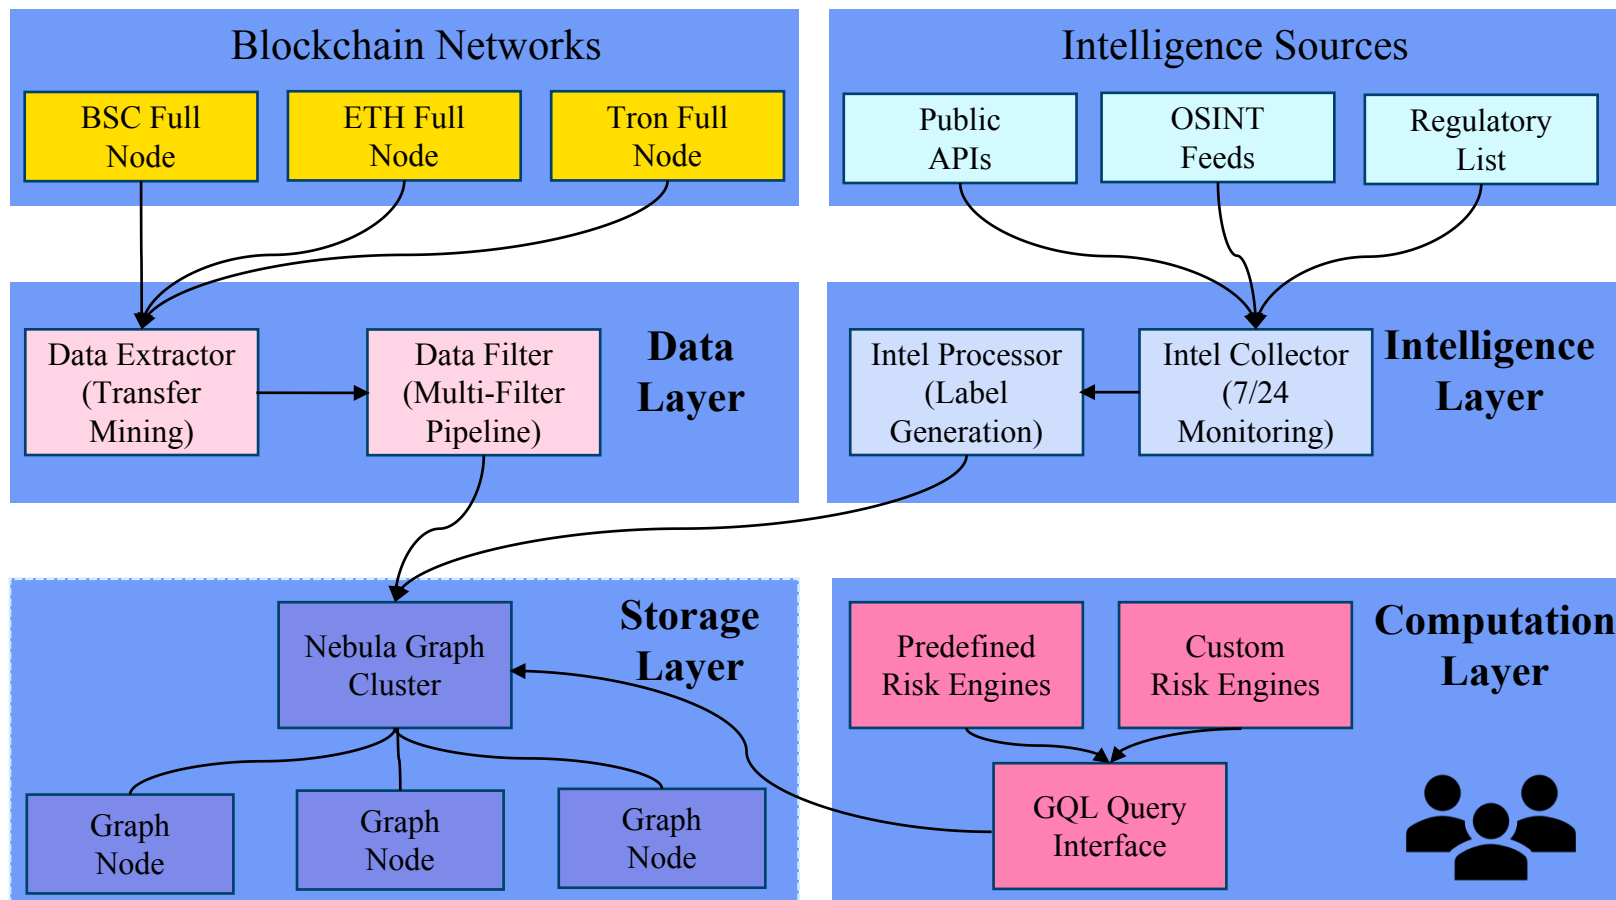 Blockchain Networks
BSC Full
Node
ETH Full
Node
Tron Full
Node
Intelligence Sources
Public
APIs
OSINT
Feeds
Regulatory
List
Data Extractor
(Transfer
Mining)
Data Filter
(Multi-Filter
Pipeline)
Data
Layer
Intel Processor
(Label
Generation)
Intel Collector
(7/24
Monitoring)
Intelligence
Layer
Nebula Graph
Cluster
Storage
Layer
Graph
Node
Graph
Node
Graph
Node
Predefined
Risk Engines
Custom
Risk Engines
Computation
Layer
GQL Query
Interface